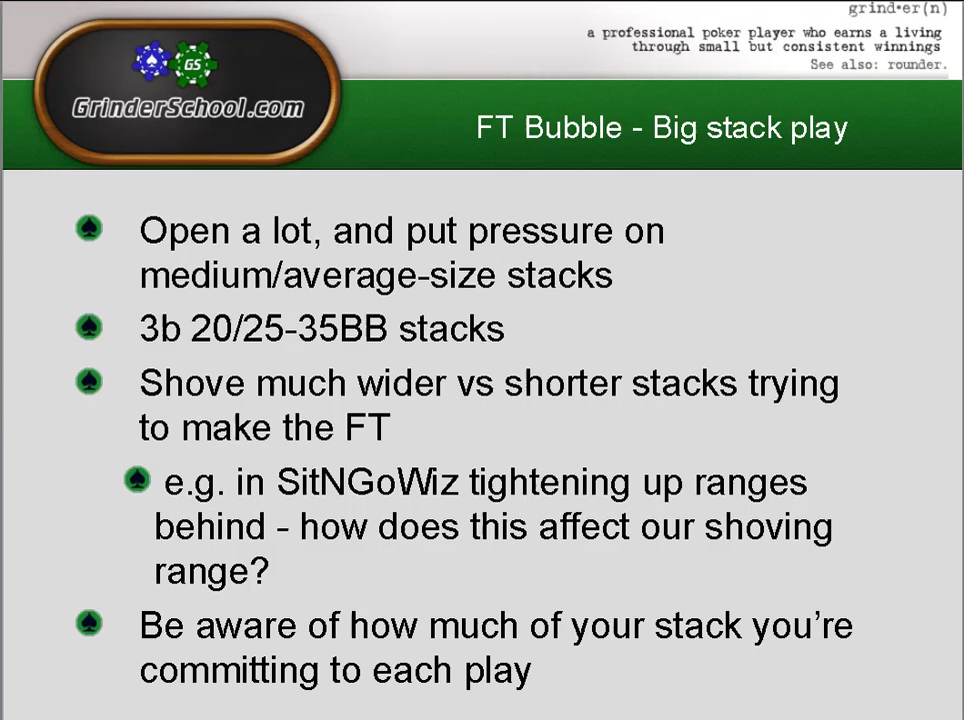 grind•er(n)
a professional poker player who earns a living
through small but consistent winnings
See also: rounder.
GS
GrinderSchool.com
FT Bubble - Big stack play
Open a lot, and put pressure on
medium/average-size stacks
3b 20/25-35BB stacks
Shove much wider vs shorter stacks trying
to make the FT
e.g. in SitNGoWiz tightening up ranges
behind - how does this affect our shoving
range?
Be aware of how much of your stack you're
committing to each play